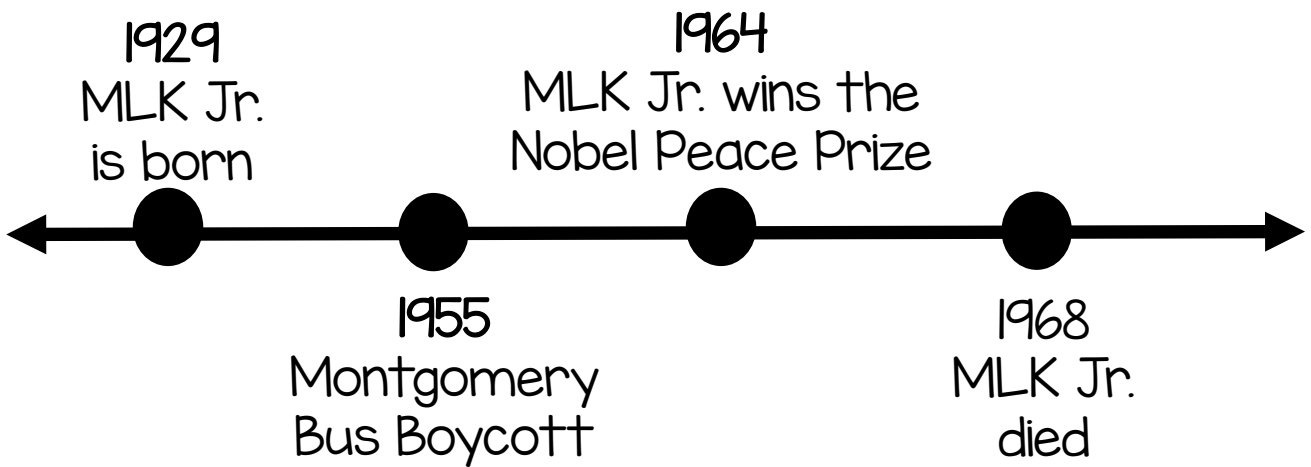 1929
MLK Jr.
is born
1955
Montgomery
Bus Boycott
1964
MLK Jr. wins the
Nobel Peace Prize
1968
MLK Jr.
died